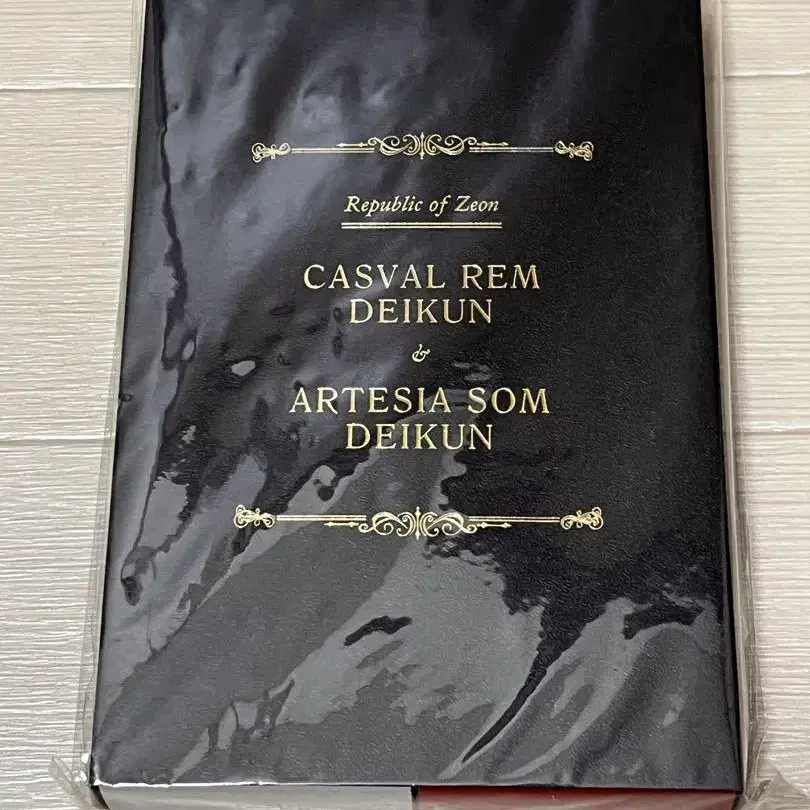 Republic of Zeon
CASVAL REM
DEIKUN
&
ARTESIA SOM
DEIKUN